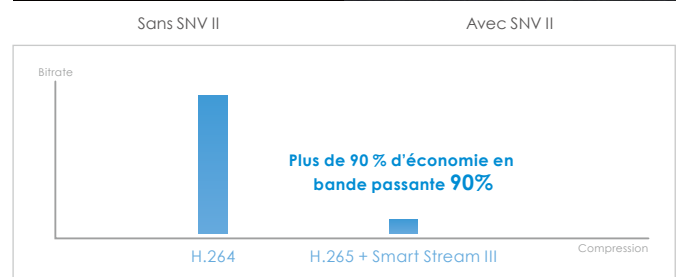 Sans SNV II
Avec SNV II
Bitrate
Plus de 90 % d'économie en
bande passante 90%
H.264
H.265 + Smart Stream III
Compression